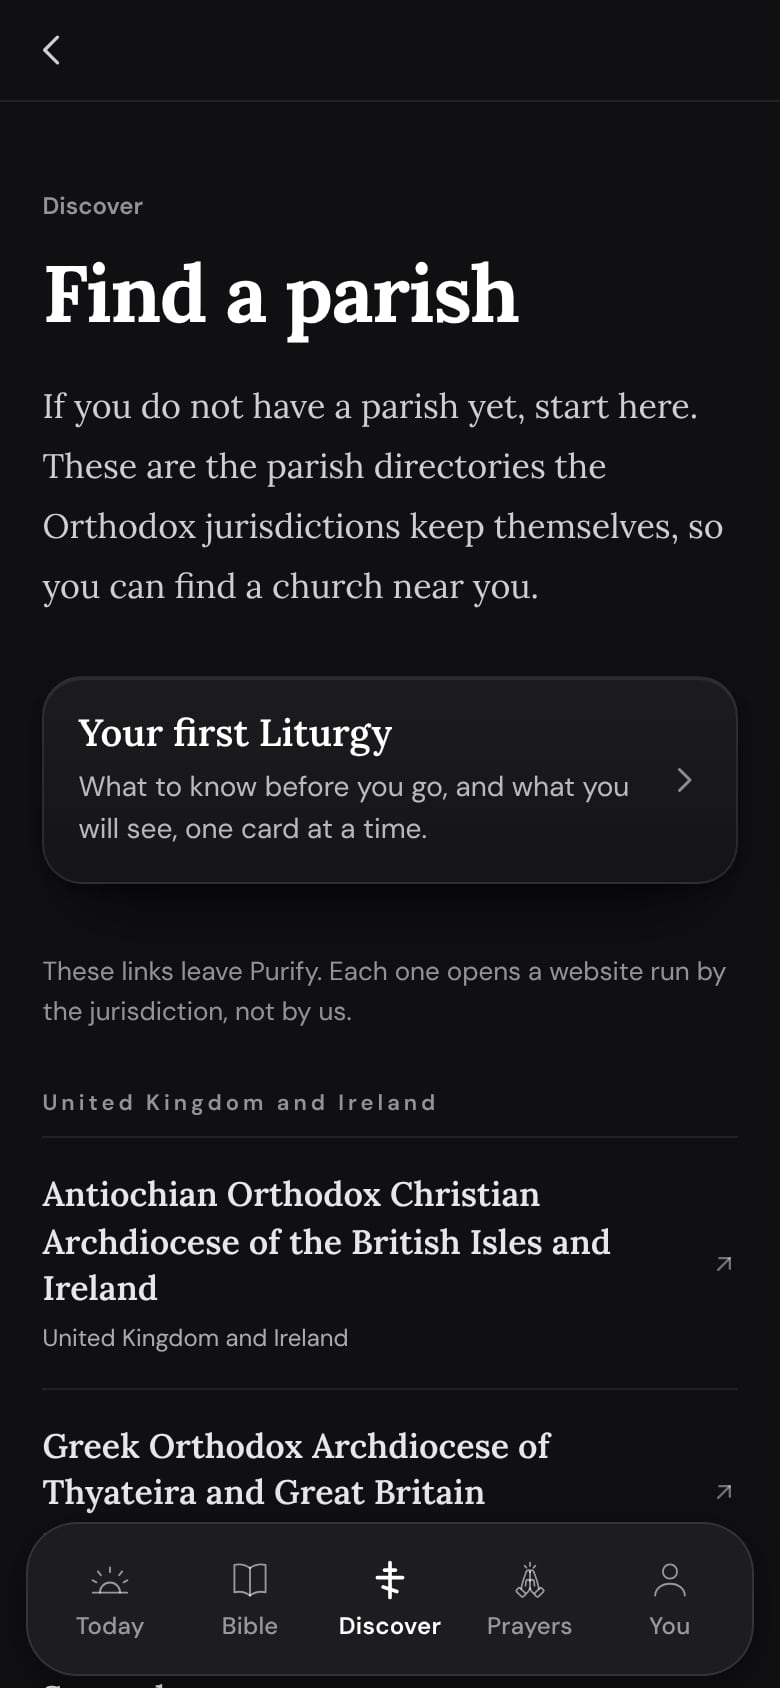 Discover
Find a parish
If you do not have a parish yet, start here.
These are the parish directories the
Orthodox jurisdictions keep themselves, so
you can find a church near you.
Your first Liturgy
What to know before you go, and what you
will see, one card at a time.
These links leave Purify. Each one opens a website run by
the jurisdiction, not by us.
United Kingdom and Ireland
Antiochian Orthodox Christian
Archdiocese of the British Isles and
Ireland
United Kingdom and Ireland
Greek Orthodox Archdiocese of
Thyateira and Great Britain
Today
Bible
Discover
Prayers
You